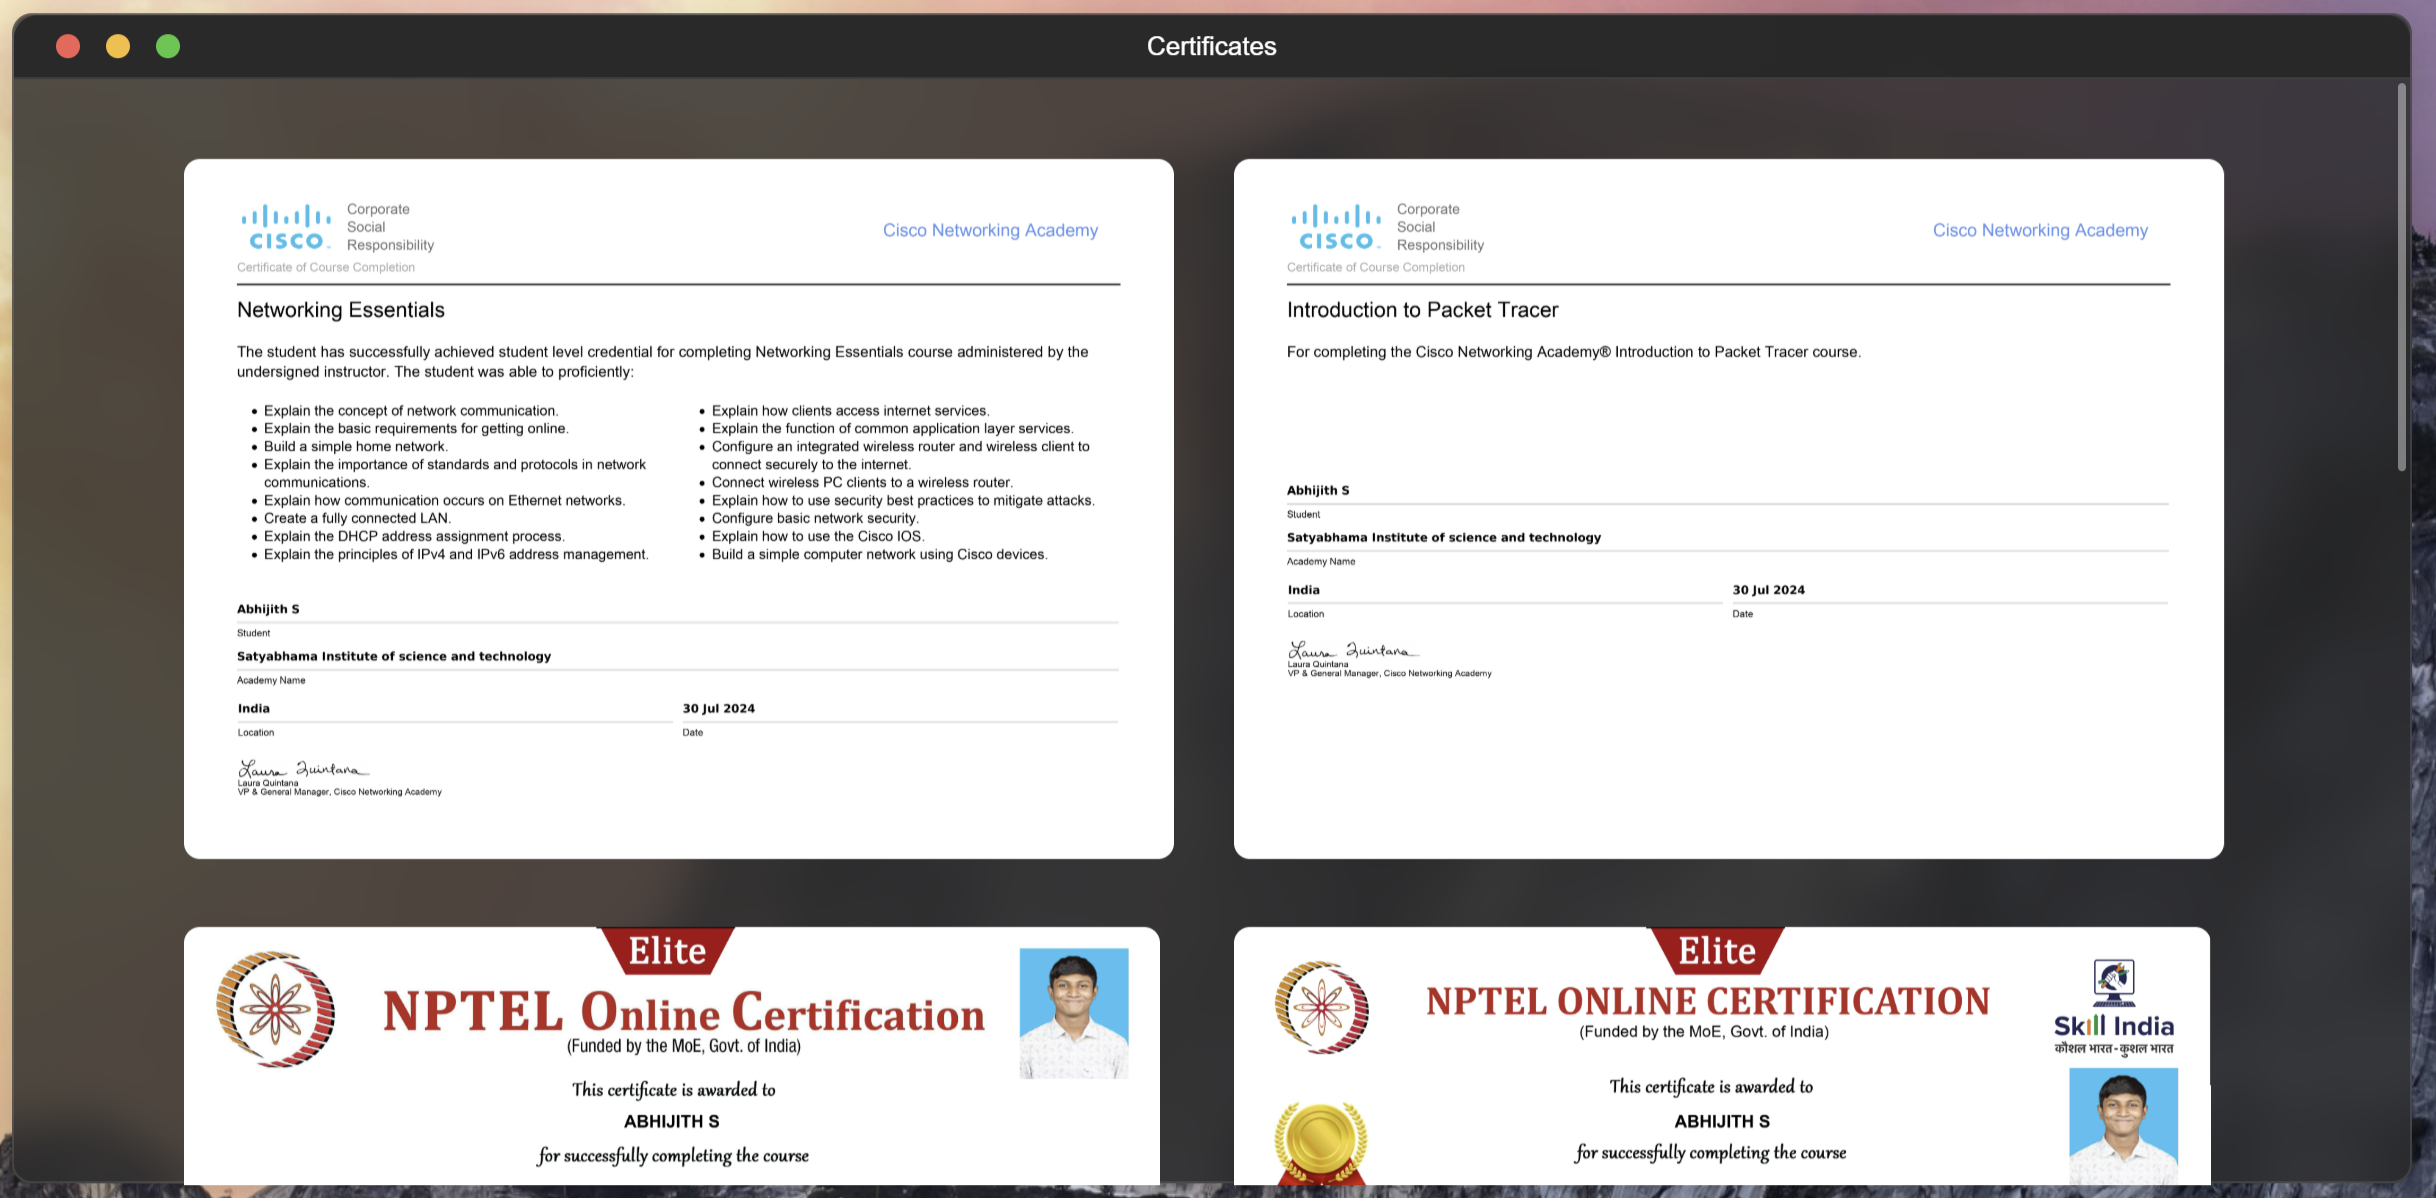 Certificates
CISCO
Corporate
Social
Responsibility
Cisco Networking Academy
Certificate of Course Completion
Networking Essentials
The student has successfully achieved student level credential for completing Networking Essentials course administered by the
undersigned instructor. The student was able to proficiently:
• Explain the concept of network communication.
• Explain the basic requirements for getting online.
• Build a simple home network.
• Explain the importance of standards and protocols in network
communications.
• Explain how communication occurs on Ethernet networks.
• Create a fully connected LAN.
• Explain the DHCP address assignment process.
• Explain the principles of IPv4 and IPv6 address management.
• Explain how clients access internet services.
• Explain the function of common application layer services.
• Configure an integrated wireless router and wireless client to
connect securely to the internet.
• Connect wireless PC clients to a wireless router.
• Explain how to use security best practices to mitigate attacks.
• Configure basic network security.
• Explain how to use the Cisco IOS.
• Build a simple computer network using Cisco devices.
Abhijith S
Student
Satyabhama Institute of science and technology
Academy Name
India
Location
30 Jul 2024
Date
Laura Quintana
Laura Quintana
VP & General Manager, Cisco Networking Academy
CISCO
Corporate
Social
Responsibility
Cisco Networking Academy
Certificate of Course Completion
Introduction to Packet Tracer
For completing the Cisco Networking Academy® Introduction to Packet Tracer course.
Abhijith S
Student
Satyabhama Institute of science and technology
Academy Name
India
Location
30 Jul 2024
Date
Laura Quintana
Laura Quintana
VP & General Manager, Cisco Networking Academy
Elite
NPTEL Online Certification
(Funded by the MoE, Govt. of India)
This certificate is awarded to
ABHIJITH S
for successfully completing the course
Elite
NPTEL ONLINE CERTIFICATION
(Funded by the MoE, Govt. of India)
Skill India
कौशल भारत - कुशल भारत
This certificate is awarded to
ABHIJITH S
for successfully completing the course